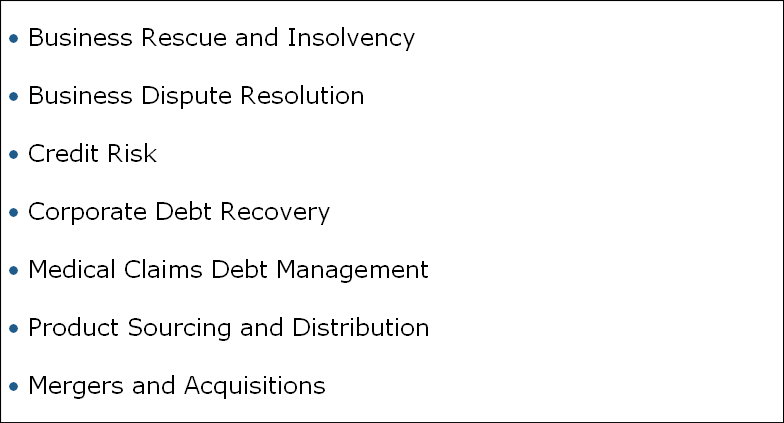 • Business Rescue and Insolvency
• Business Dispute Resolution
• Credit Risk
• Corporate Debt Recovery
• Medical Claims Debt Management
• Product Sourcing and Distribution
• Mergers and Acquisitions